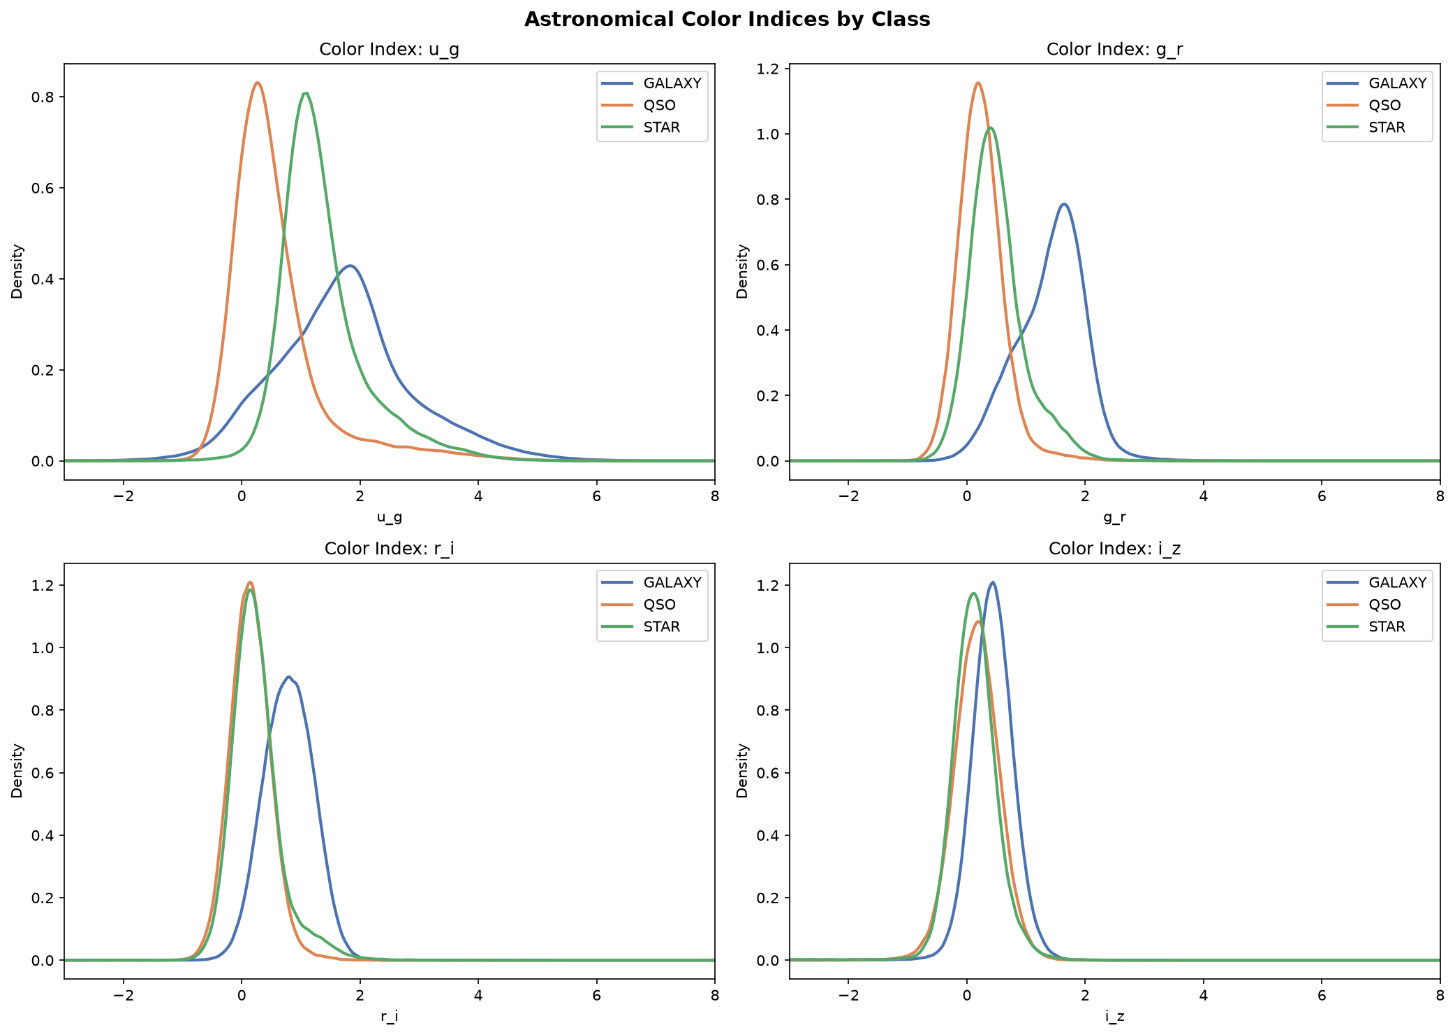 Astronomical Color Indices by Class
Color Index: u_g
GALAXY
QSO
STAR
0.8
0.6
0.4
0.2
0.0
Density
−2 0 2 4 6 8
u_g
Color Index: g_r
GALAXY
QSO
STAR
1.2
1.0
0.8
0.6
0.4
0.2
0.0
Density
−2 0 2 4 6 8
g_r
Color Index: r_i
GALAXY
QSO
STAR
1.2
1.0
0.8
0.6
0.4
0.2
0.0
Density
−2 0 2 4 6 8
r_i
Color Index: i_z
GALAXY
QSO
STAR
1.2
1.0
0.8
0.6
0.4
0.2
0.0
Density
−2 0 2 4 6 8
i_z